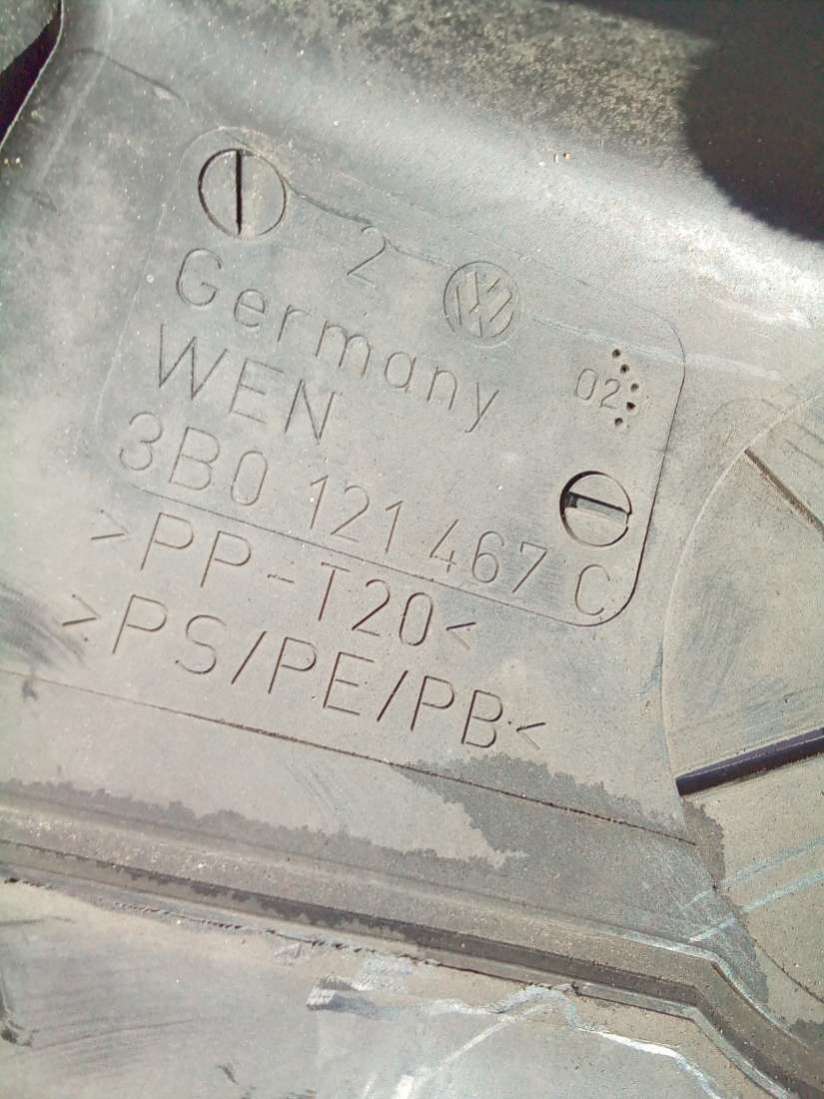 2
Germany
02
WEN
3B0 121 467 C
>PP-T20<
>PS/PE/PB<